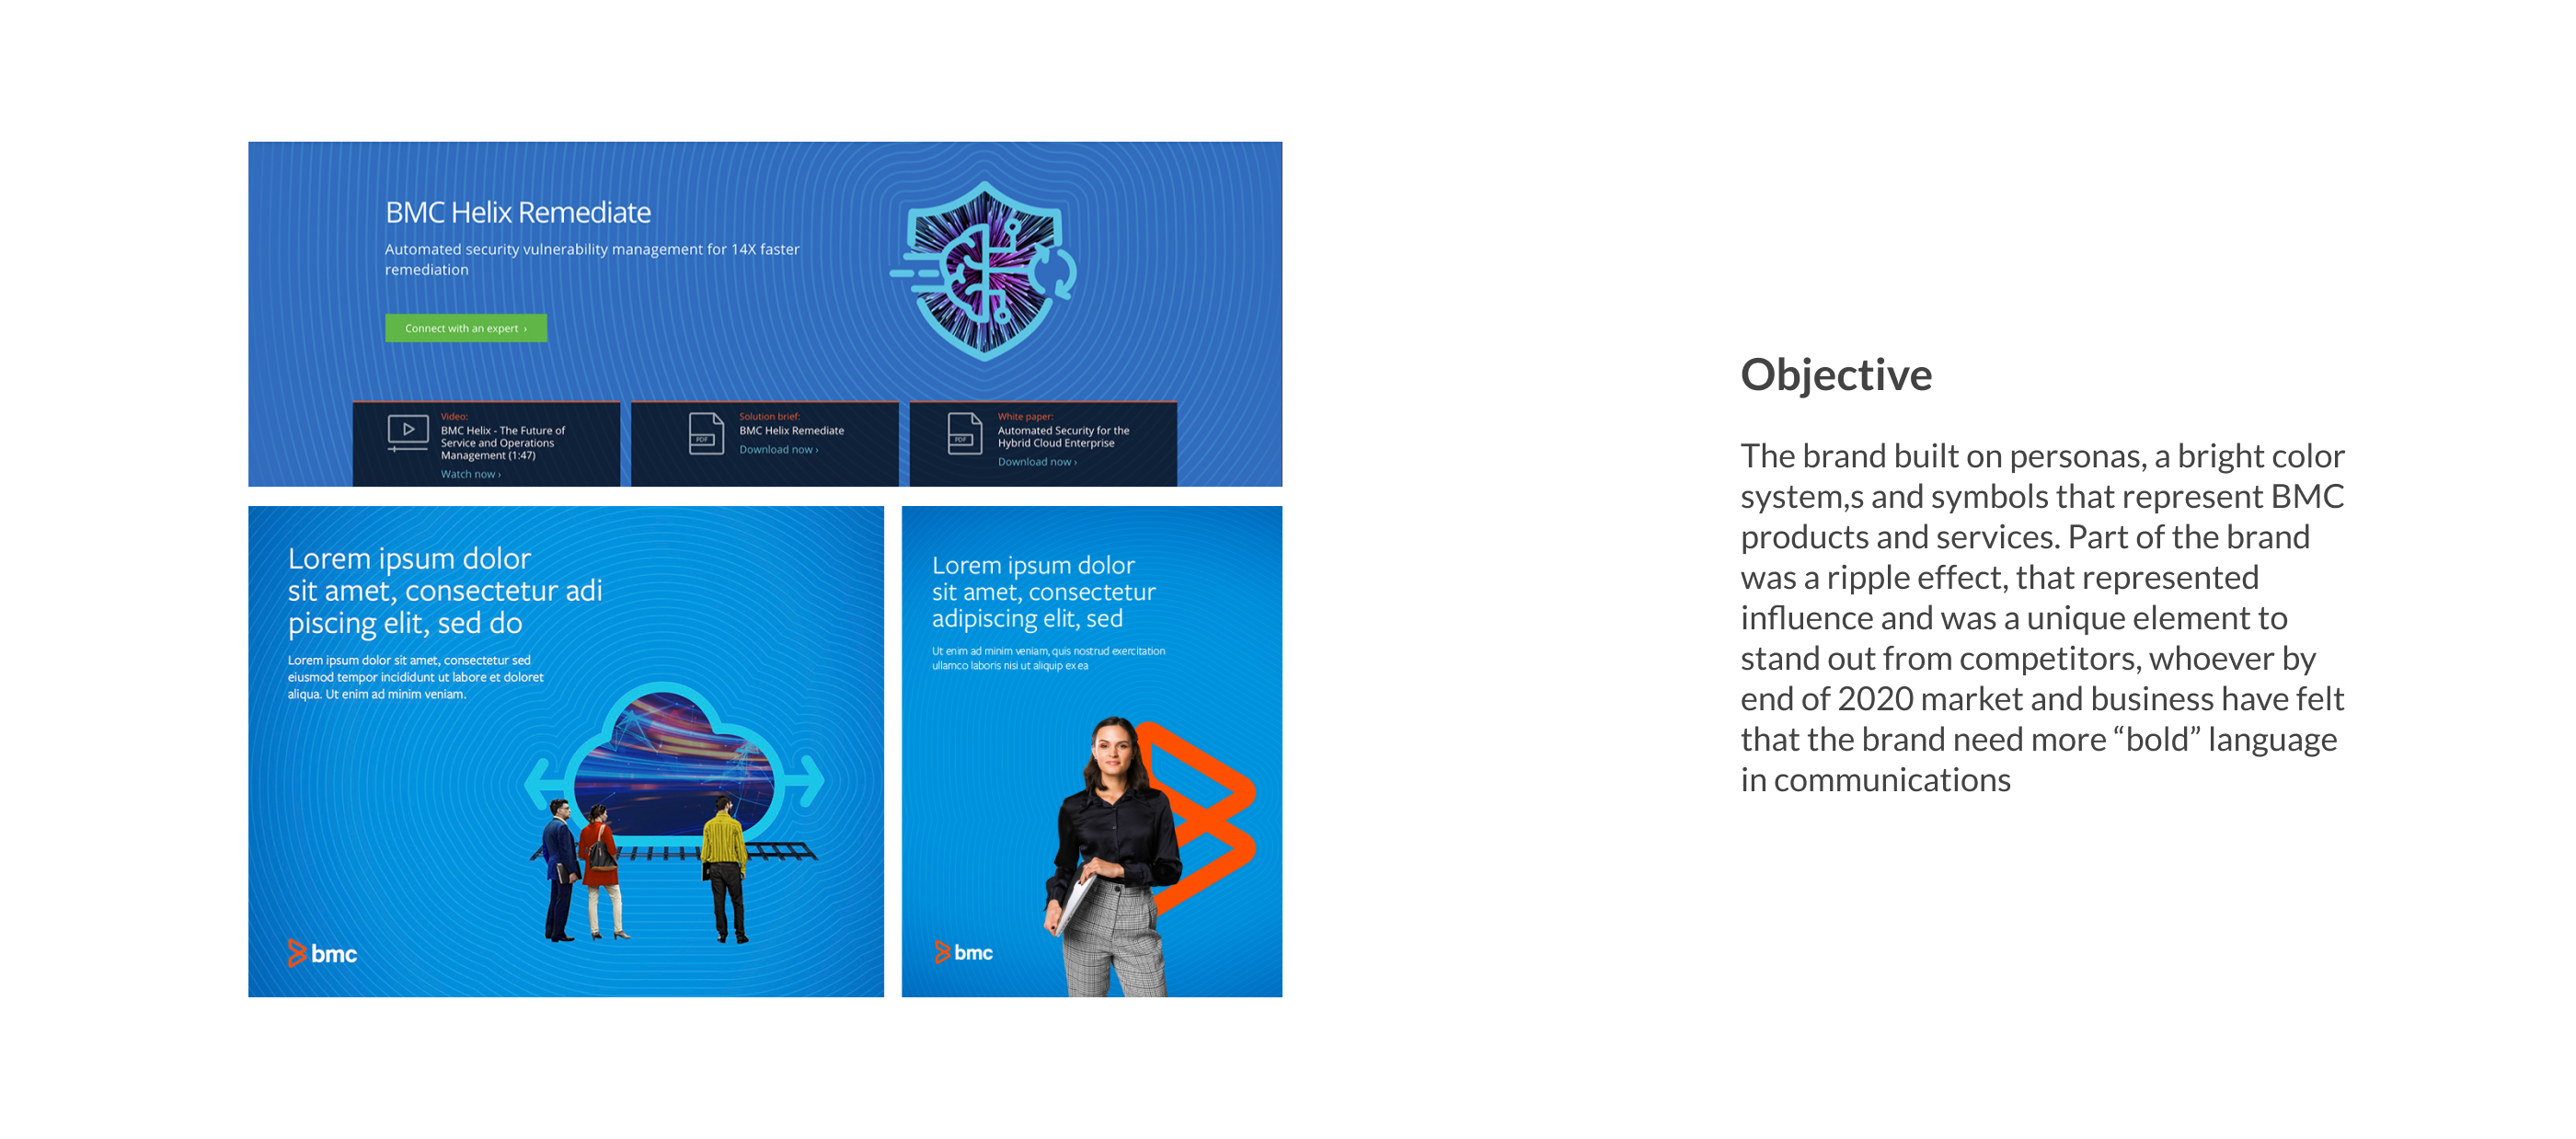 BMC Helix Remediate
Automated security vulnerability management for 14X faster
remediation
Connect with an expert ›
Video:
BMC Helix - The Future of
Service and Operations
Management (1:47)
Watch now ›
PDF
Solution brief:
BMC Helix Remediate
Download now ›
PDF
White paper:
Automated Security for the
Hybrid Cloud Enterprise
Download now ›
Lorem ipsum dolor
sit amet, consectetur adi
piscing elit, sed do
Lorem ipsum dolor sit amet, consectetur sed
eiusmod tempor incididunt ut labore et doloret
aliqua. Ut enim ad minim veniam.
bmc
Lorem ipsum dolor
sit amet, consectetur
adipiscing elit, sed
Ut enim ad minim veniam, quis nostrud exercitation
ullamco laboris nisi ut aliquip ex ea
bmc
Objective
The brand built on personas, a bright color
system,s and symbols that represent BMC
products and services. Part of the brand
was a ripple effect, that represented
influence and was a unique element to
stand out from competitors, whoever by
end of 2020 market and business have felt
that the brand need more “bold” language
in communications